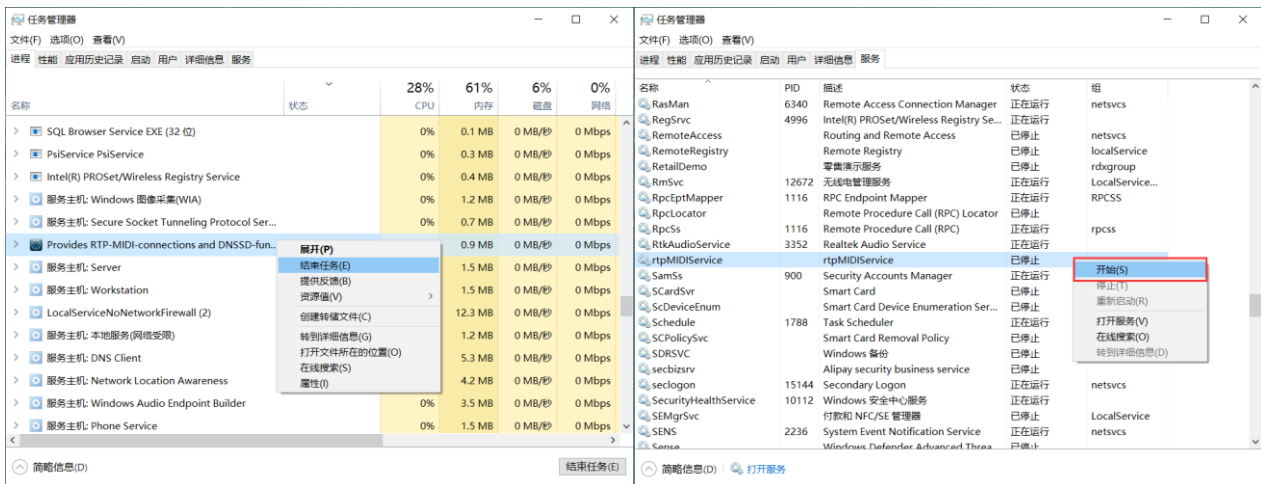 任务管理器
文件(F) 选项(O) 查看(V)
进程 性能 应用历史记录 启动 用户 详细信息 服务
28% 61% 6% 0%
名称 状态 CPU 内存 磁盘 网络
SQL Browser Service EXE (32 位) 0% 0.1 MB 0 MB/秒 0 Mbps
PsiService PsiService 0% 0.3 MB 0 MB/秒 0 Mbps
Intel(R) PROSet/Wireless Registry Service 0% 0.4 MB 0 MB/秒 0 Mbps
服务主机: Windows 图像采集(WIA) 0% 1.2 MB 0 MB/秒 0 Mbps
服务主机: Secure Socket Tunneling Protocol Ser... 0% 0.7 MB 0 MB/秒 0 Mbps
Provides RTP-MIDI-connections and DNSSD-fun... 0.9 MB 0 MB/秒 0 Mbps
服务主机: Server 1.5 MB 0 MB/秒 0 Mbps
服务主机: Workstation 1.5 MB 0 MB/秒 0 Mbps
LocalServiceNoNetworkFirewall (2) 12.3 MB 0 MB/秒 0 Mbps
服务主机: 本地服务(网络受限) 1.2 MB 0 MB/秒 0 Mbps
服务主机: DNS Client 5.3 MB 0 MB/秒 0 Mbps
服务主机: Network Location Awareness 4.2 MB 0 MB/秒 0 Mbps
服务主机: Windows Audio Endpoint Builder 0% 3.5 MB 0 MB/秒 0 Mbps
服务主机: Phone Service 0% 1.5 MB 0 MB/秒 0 Mbps
展开(P)
结束任务(E)
提供反馈(B)
资源值(V)
创建转储文件(C)
转到详细信息(G)
打开文件所在的位置(O)
在线搜索(S)
属性(I)
简略信息(D) 结束任务(E)
任务管理器
文件(F) 选项(O) 查看(V)
进程 性能 应用历史记录 启动 用户 详细信息 服务
名称 PID 描述 状态 组
RasMan 6340 Remote Access Connection Manager 正在运行 netsvcs
RegSrvc 4996 Intel(R) PROSet/Wireless Registry Se... 正在运行
RemoteAccess Routing and Remote Access 已停止 netsvcs
RemoteRegistry Remote Registry 已停止 localService
RetailDemo 零售演示服务 已停止 rdxgroup
RmSvc 12672 无线电管理服务 正在运行 LocalService...
RpcEptMapper 1116 RPC Endpoint Mapper 正在运行 RPCSS
RpcLocator Remote Procedure Call (RPC) Locator 已停止
RpcSs 1116 Remote Procedure Call (RPC) 正在运行 rpcss
RtkAudioService 3352 Realtek Audio Service 正在运行
rtpMIDIService rtpMIDIService 已停止
SamSs 900 Security Accounts Manager 正在运行
SCardSvr Smart Card 已停止
ScDeviceEnum Smart Card Device Enumeration Ser... 已停止
Schedule 1788 Task Scheduler 正在运行
SCPolicySvc Smart Card Removal Policy 已停止
SDRSVC Windows 备份 已停止
secbizsrv Alipay security business service 已停止
seclogon 15144 Secondary Logon 正在运行 netsvcs
SecurityHealthService 10112 Windows 安全中心服务 正在运行
SEMgrSvc 付款和 NFC/SE 管理器 已停止 LocalService
SENS 2236 System Event Notification Service 正在运行 netsvcs
Sense Windows Defender Advanced Threa... 已停止
开始(S)
停止(T)
重新启动(R)
打开服务(V)
在线搜索(O)
转到详细信息(D)
简略信息(D) 打开服务